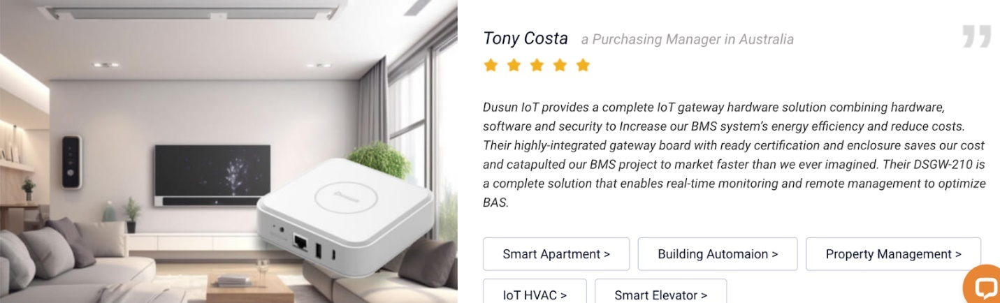 Dusun
Tony Costa a Purchasing Manager in Australia
Dusun IoT provides a complete IoT gateway hardware solution combining hardware,
software and security to Increase our BMS system's energy efficiency and reduce costs.
Their highly-integrated gateway board with ready certification and enclosure saves our cost
and catapulted our BMS project to market faster than we ever imagined. Their DSGW-210 is
a complete solution that enables real-time monitoring and remote management to optimize
BAS.
Smart Apartment >
Building Automaion >
Property Management >
IoT HVAC >
Smart Elevator >